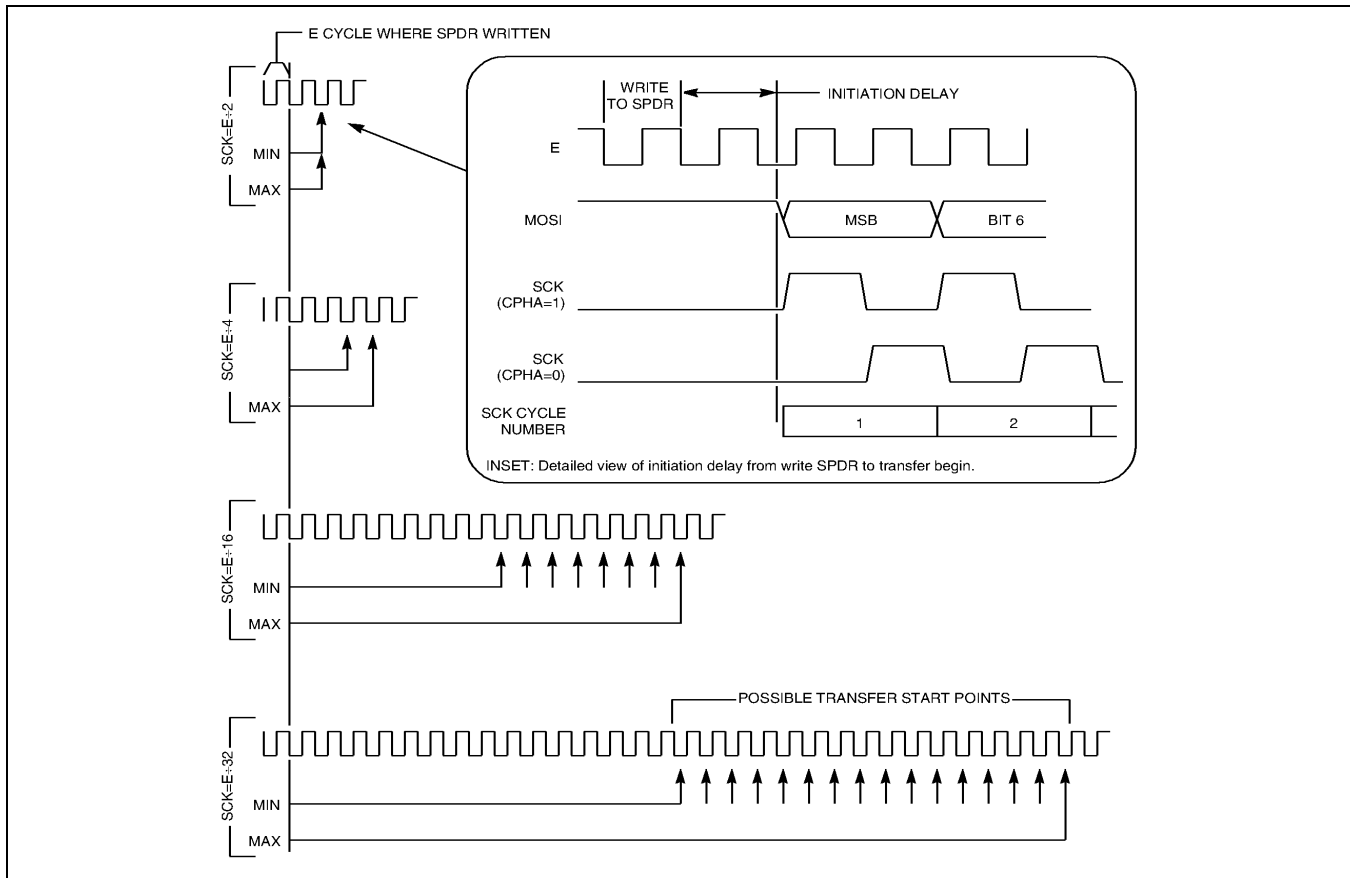 E CYCLE WHERE SPDR WRITTEN
SCK=E÷2
MIN
MAX
WRITE
TO SPDR
INITIATION DELAY
E
MOSI
MSB
BIT 6
SCK
(CPHA=1)
SCK
(CPHA=0)
SCK CYCLE
NUMBER
1
2
INSET: Detailed view of initiation delay from write SPDR to transfer begin.
SCK=E÷4
MAX
SCK=E÷16
MIN
MAX
POSSIBLE TRANSFER START POINTS
SCK=E÷32
MIN
MAX